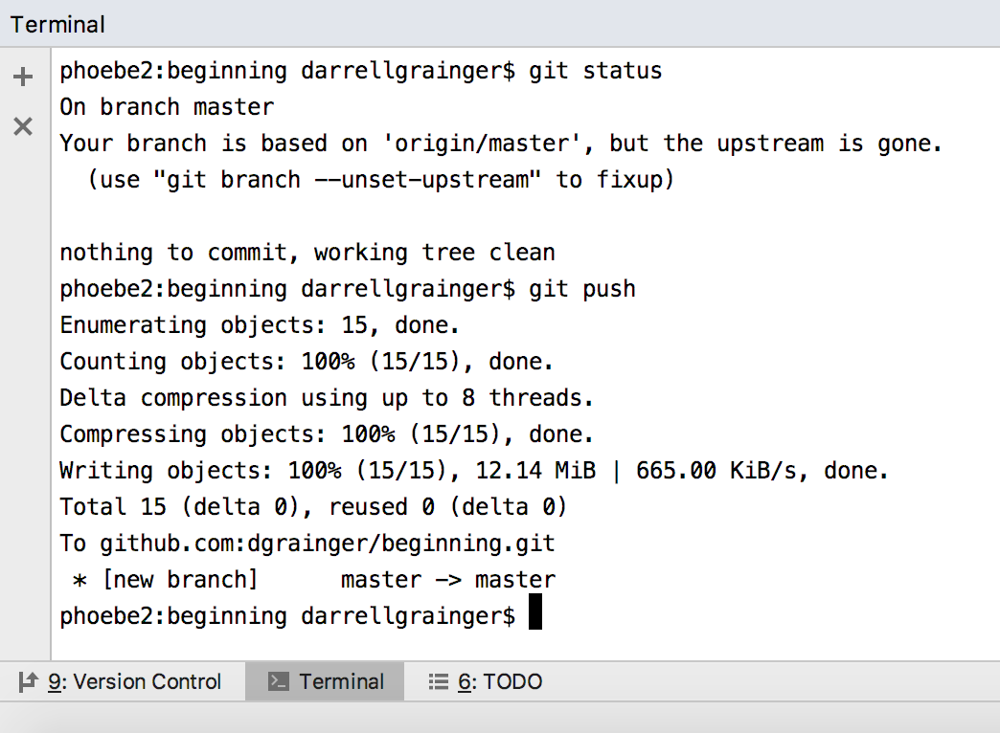 Terminal
phoebe2:beginning darrellgrainger$ git status
On branch master
Your branch is based on 'origin/master', but the upstream is gone.
  (use "git branch --unset-upstream" to fixup)

nothing to commit, working tree clean
phoebe2:beginning darrellgrainger$ git push
Enumerating objects: 15, done.
Counting objects: 100% (15/15), done.
Delta compression using up to 8 threads.
Compressing objects: 100% (15/15), done.
Writing objects: 100% (15/15), 12.14 MiB | 665.00 KiB/s, done.
Total 15 (delta 0), reused 0 (delta 0)
To github.com:dgrainger/beginning.git
 * [new branch]      master -> master
phoebe2:beginning darrellgrainger$
9: Version Control Terminal 6: TODO